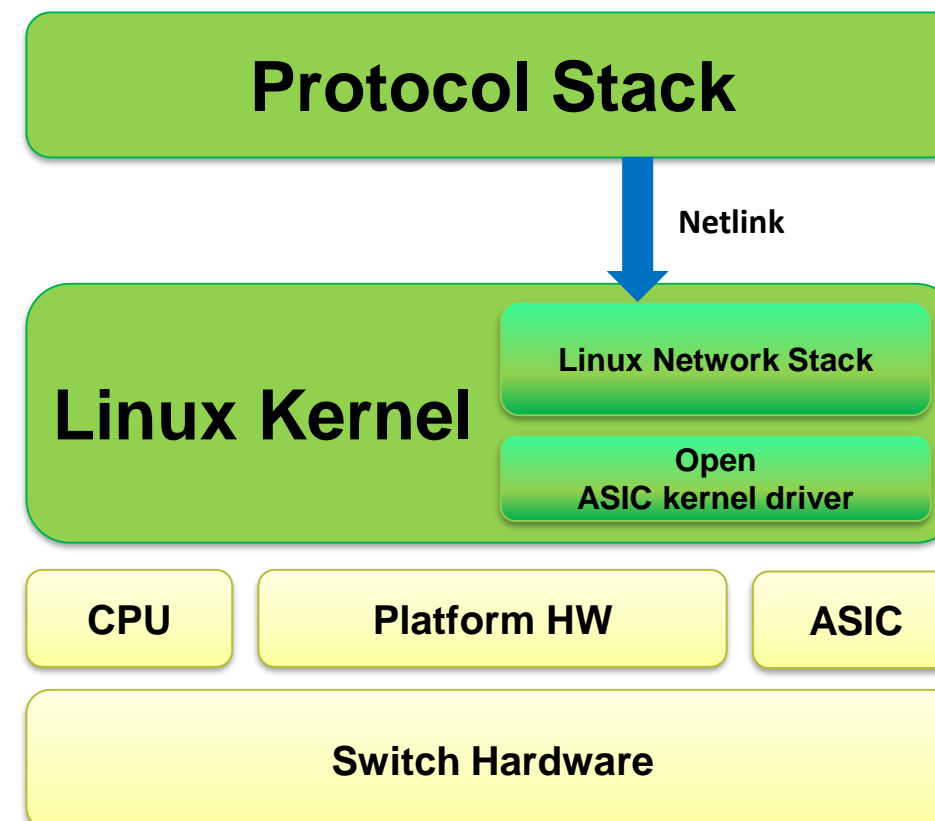 Protocol Stack
Netlink
Linux Kernel
Linux Network Stack
Open
ASIC kernel driver
CPU
Platform HW
ASIC
Switch Hardware